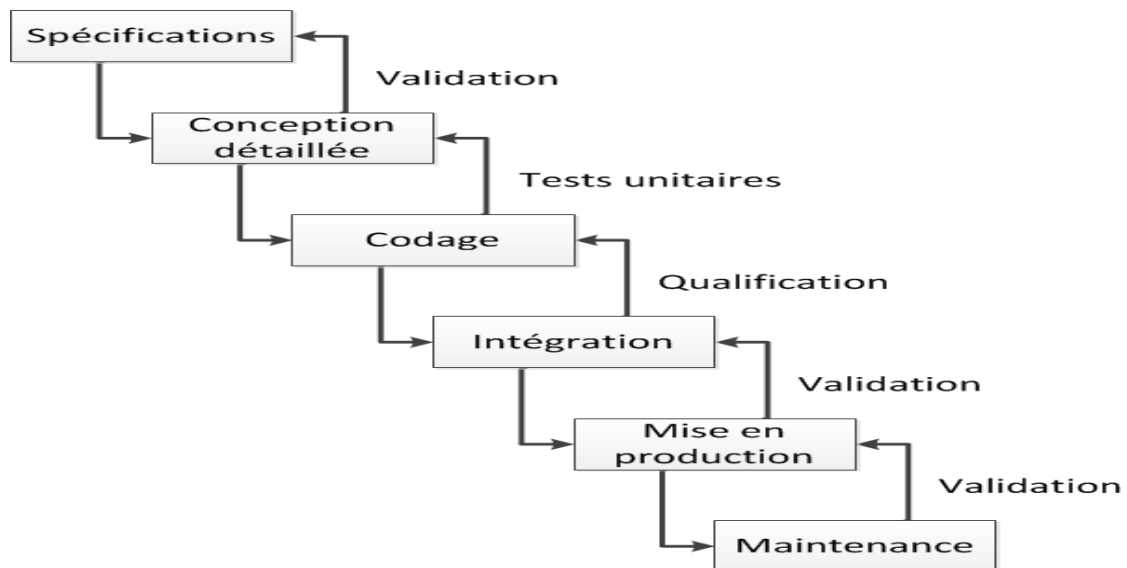 Spécifications
Validation
Conception
détaillée
Tests unitaires
Codage
Qualification
Intégration
Validation
Mise en
production
Validation
Maintenance